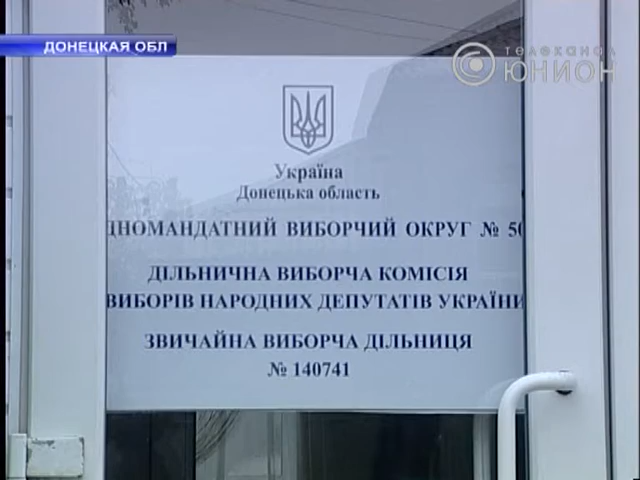 ДОНЕЦКАЯ ОБЛ
ТЕЛЕКАНАЛ
ЮНИОН
Україна
Донецька область
ДНОМАНДАТНИЙ ВИБОРЧИЙ ОКРУГ № 50
ДІЛЬНИЧНА ВИБОРЧА КОМІСІЯ
ВИБОРІВ НАРОДНИХ ДЕПУТАТІВ УКРАЇНИ
ЗВИЧАЙНА ВИБОРЧА ДІЛЬНИЦЯ
№ 140741